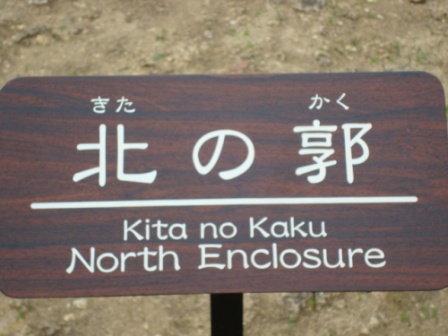 きた かく
北の郭
Kita no Kaku
North Enclosure